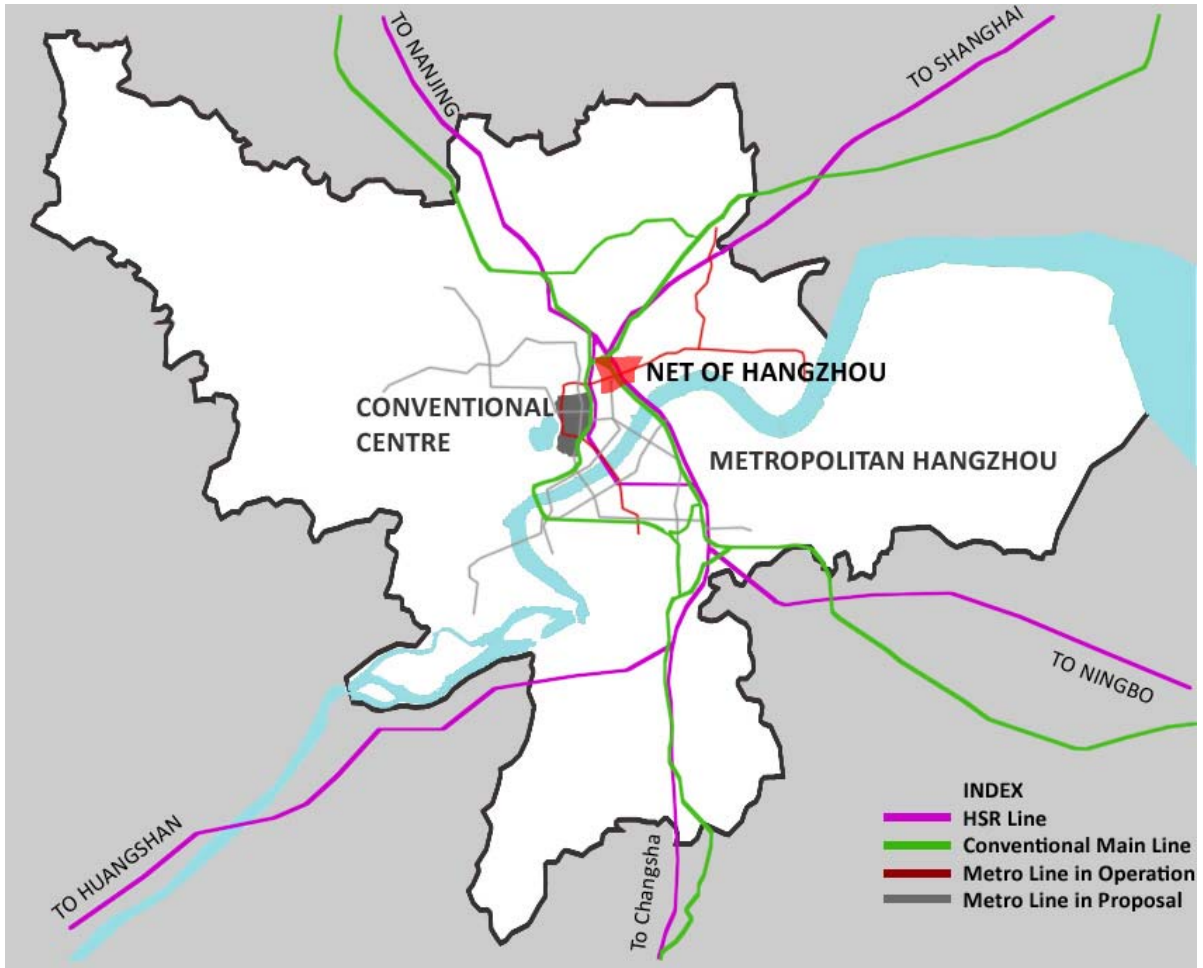 TO NANJING
TO SHANGHAI
NET OF HANGZHOU
CONVENTIONAL
CENTRE
METROPOLITAN HANGZHOU
TO NINGBO
TO HUANGSHAN
To Changsha
INDEX
HSR Line
Conventional Main Line
Metro Line in Operation
Metro Line in Proposal